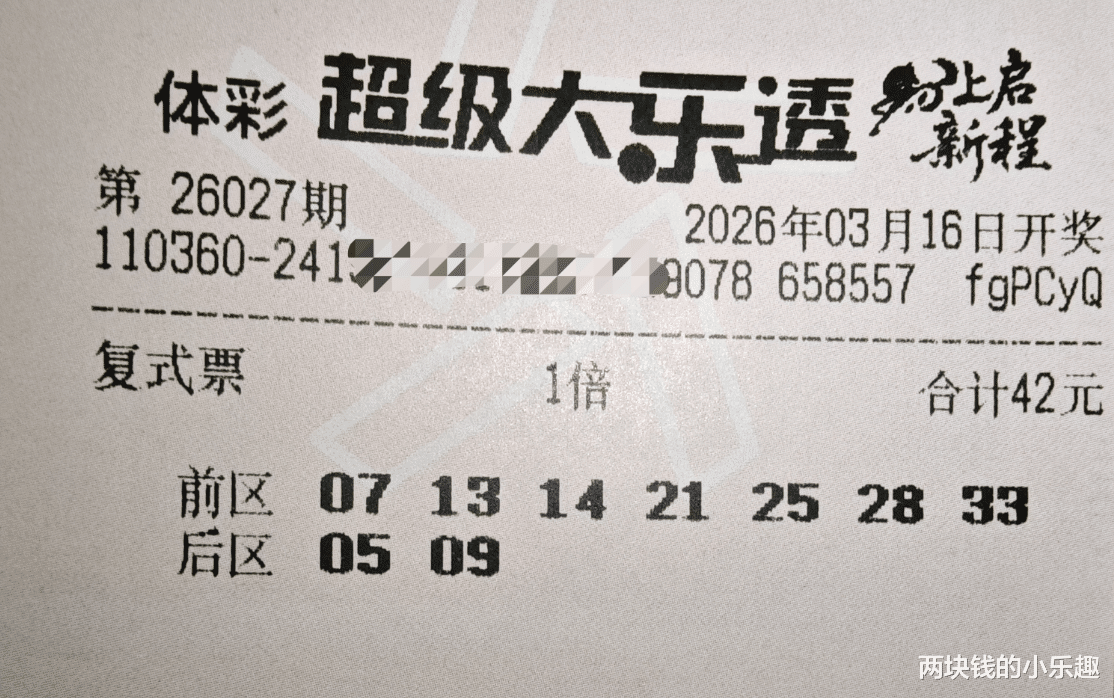 体彩 超级大乐透 马上启
新程
第 26027期 2026年03月16日开奖
110360-241 9078 658557 fgPCyQ
复式票 1倍 合计42元
前区 07 13 14 21 25 28 33
后区 05 09
两块钱的小乐趣